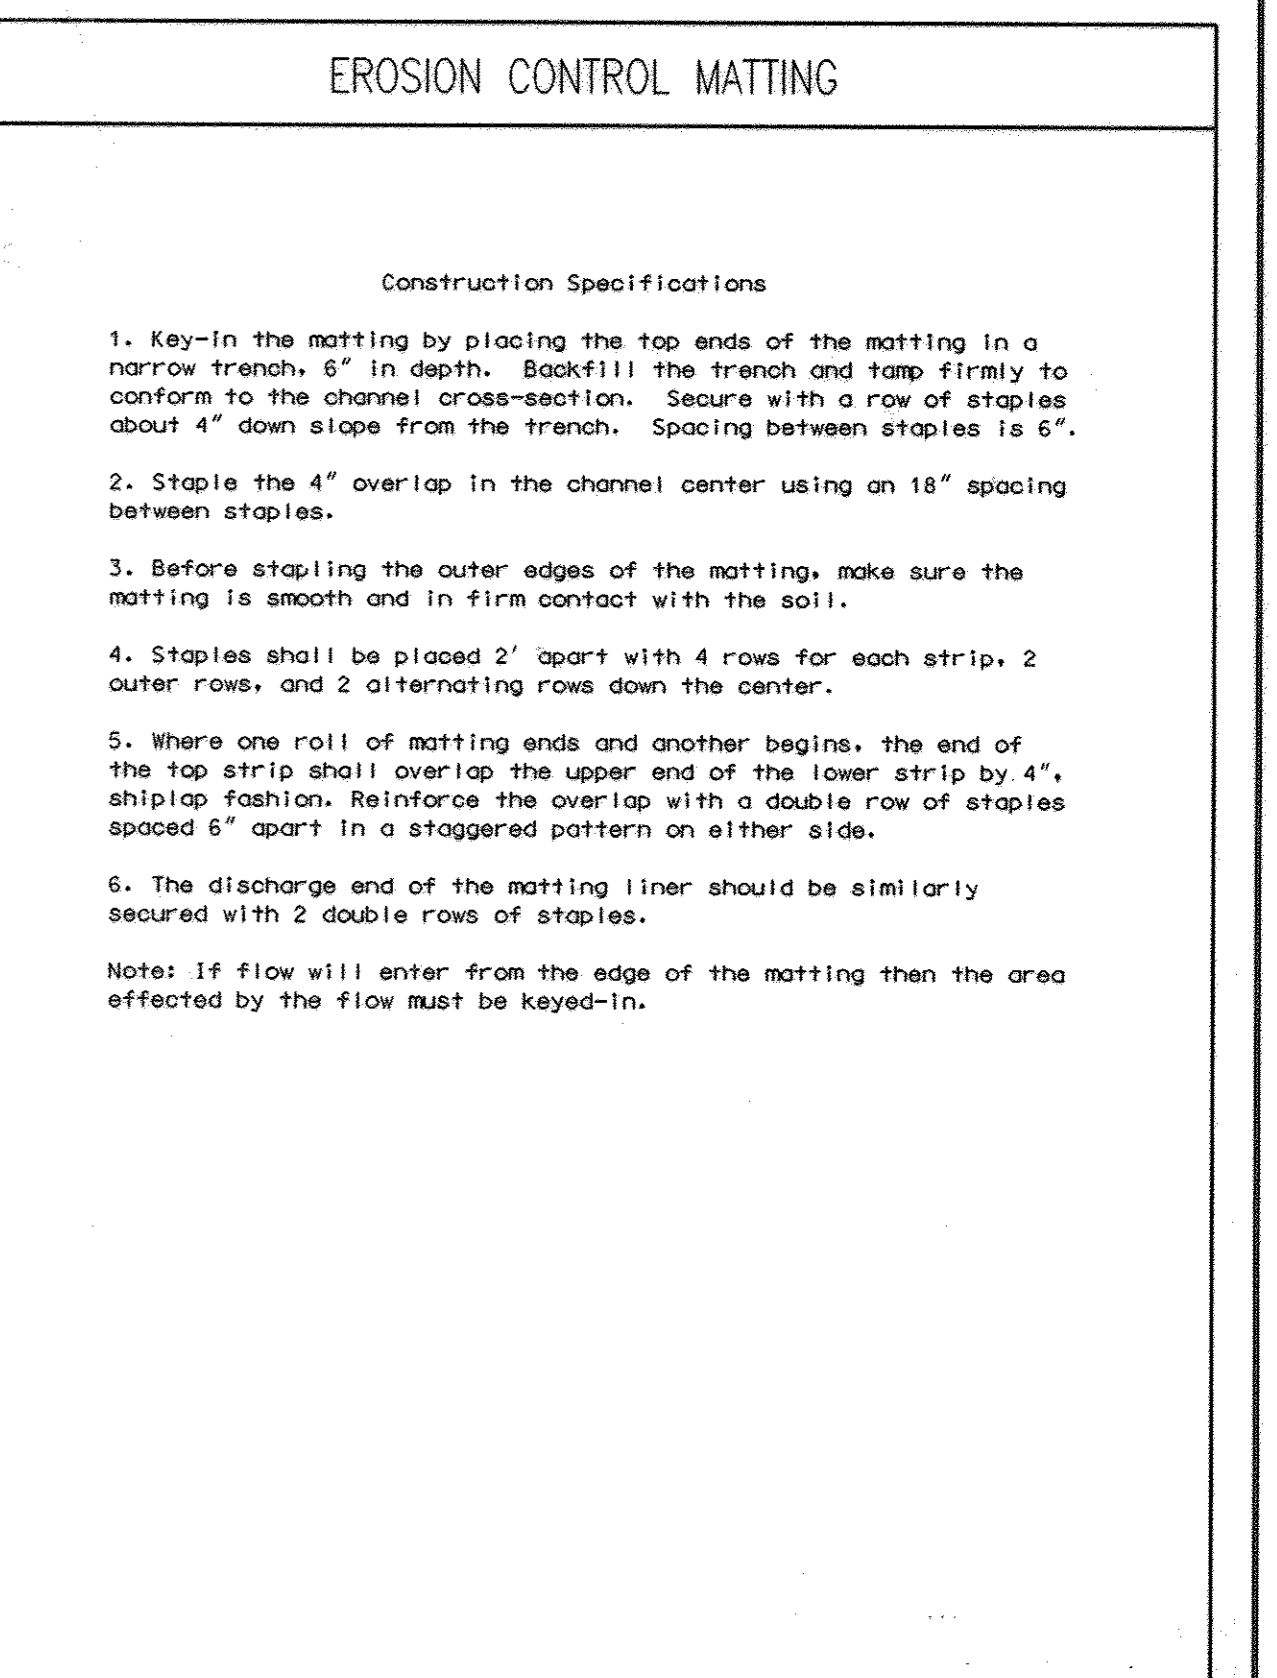 EROSION CONTROL MATTING
Construction Specifications
1. Key-in the matting by placing the top ends of the matting in a
narrow trench, 6" in depth.  Backfill the trench and tamp firmly to
conform to the channel cross-section.  Secure with a row of staples
about 4" down slope from the trench.  Spacing between staples is 6".
2. Staple the 4" overlap in the channel center using an 18" spacing
between staples.
3. Before stapling the outer edges of the matting, make sure the
matting is smooth and in firm contact with the soil.
4. Staples shall be placed 2' apart with 4 rows for each strip, 2
outer rows, and 2 alternating rows down the center.
5. Where one roll of matting ends and another begins, the end of
the top strip shall overlap the upper end of the lower strip by 4",
shiplap fashion. Reinforce the overlap with a double row of staples
spaced 6" apart in a staggered pattern on either side.
6. The discharge end of the matting liner should be similarly
secured with 2 double rows of staples.
Note: If flow will enter from the edge of the matting then the area
effected by the flow must be keyed-in.